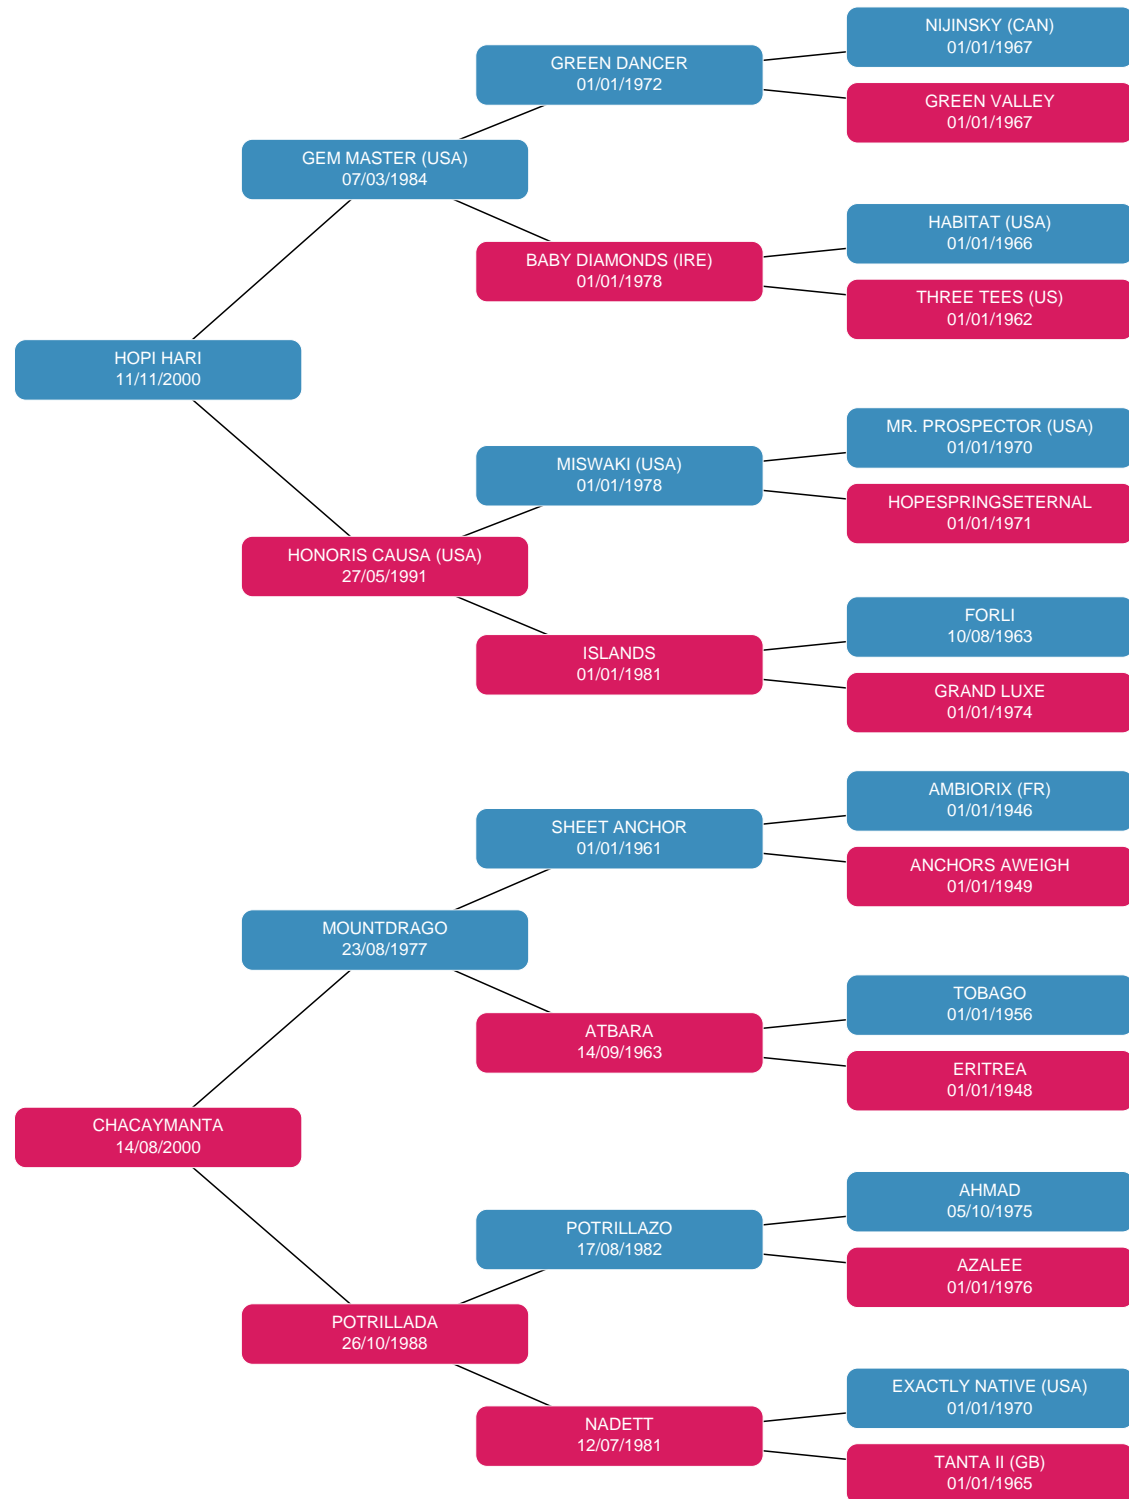 NIJINSKY (CAN)
01/01/1967
GREEN DANCER
01/01/1972
GREEN VALLEY
01/01/1967
GEM MASTER (USA)
07/03/1984
HABITAT (USA)
01/01/1966
BABY DIAMONDS (IRE)
01/01/1978
THREE TEES (US)
01/01/1962
HOPI HARI
11/11/2000
MR. PROSPECTOR (USA)
01/01/1970
MISWAKI (USA)
01/01/1978
HOPESPRINGSETERNAL
01/01/1971
HONORIS CAUSA (USA)
27/05/1991
FORLI
10/08/1963
ISLANDS
01/01/1981
GRAND LUXE
01/01/1974
AMBIORIX (FR)
01/01/1946
SHEET ANCHOR
01/01/1961
ANCHORS AWEIGH
01/01/1949
MOUNTDRAGO
23/08/1977
TOBAGO
01/01/1956
ATBARA
14/09/1963
ERITREA
01/01/1948
CHACAYMANTA
14/08/2000
AHMAD
05/10/1975
POTRILLAZO
17/08/1982
AZALEE
01/01/1976
POTRILLADA
26/10/1988
EXACTLY NATIVE (USA)
01/01/1970
NADETT
12/07/1981
TANTA II (GB)
01/01/1965